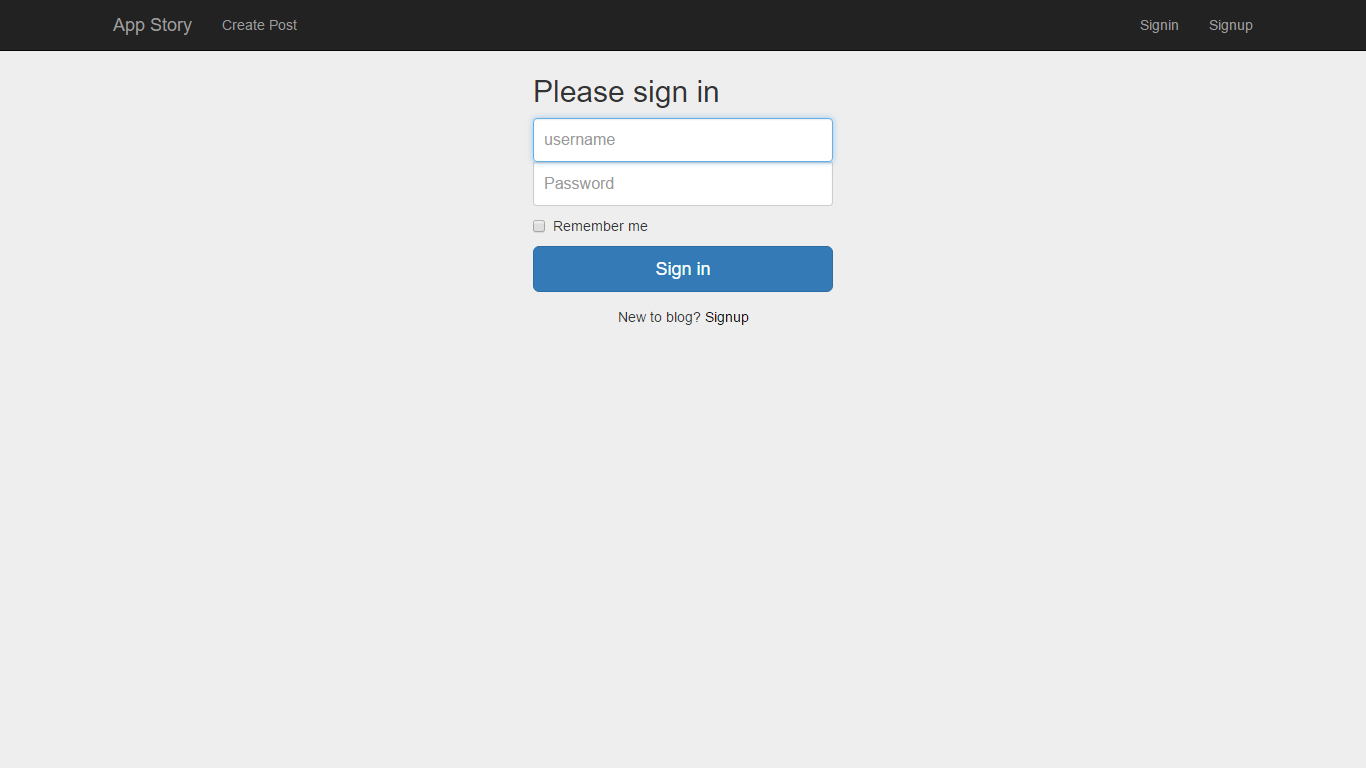 App Story Create Post Signin Signup
Please sign in
username
Password
Remember me
Sign in
New to blog? Signup